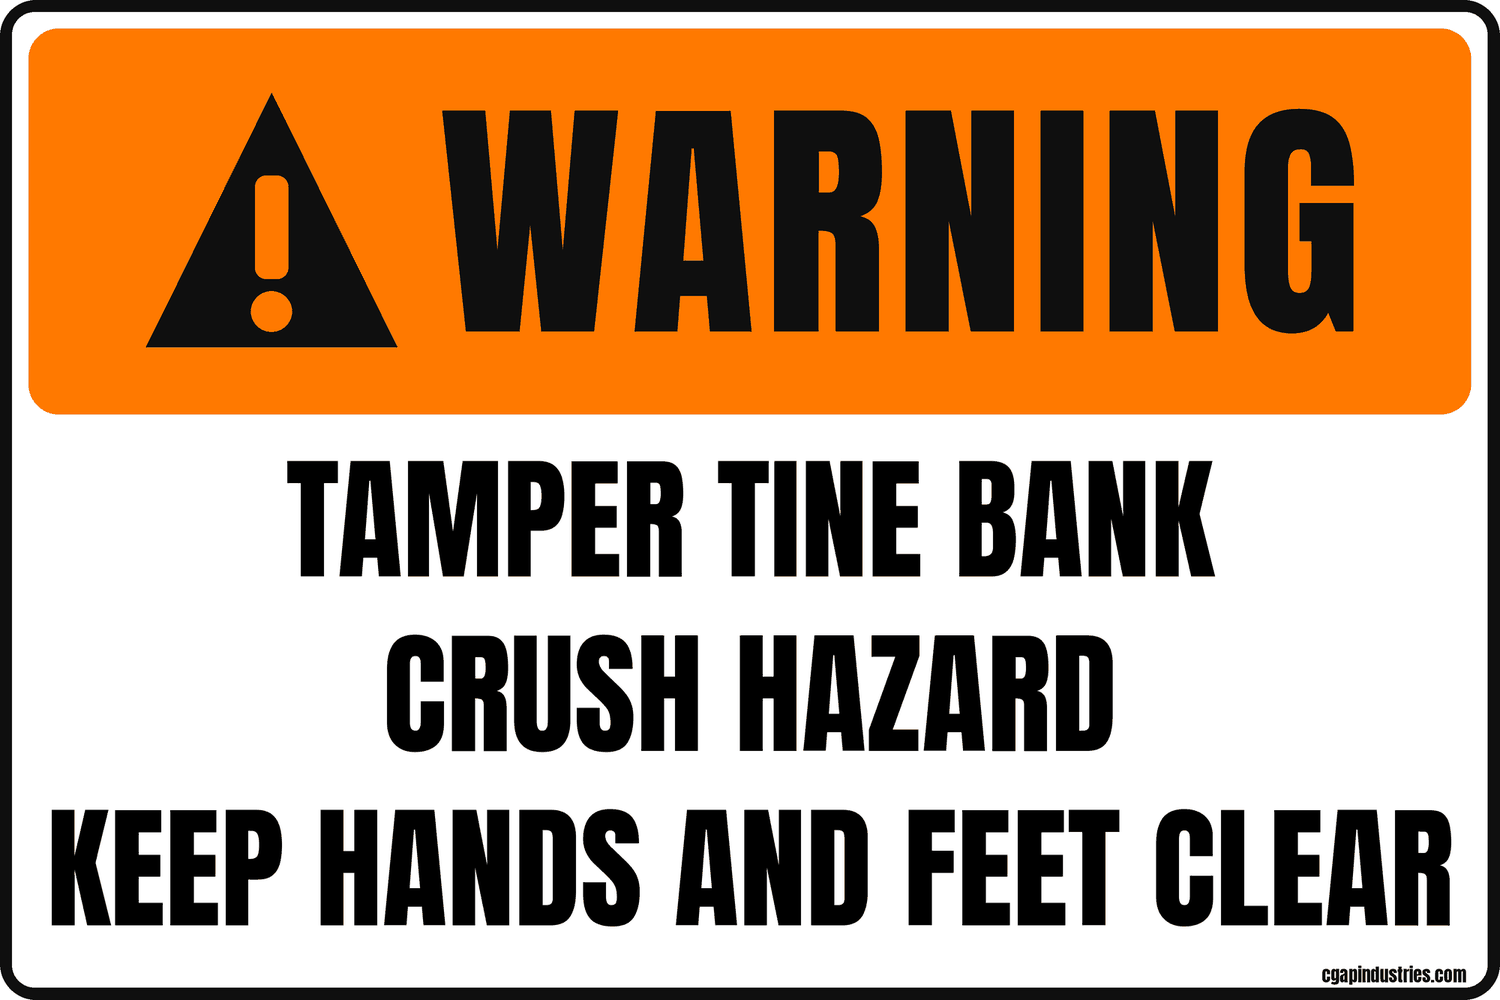 WARNING
TAMPER TINE BANK
CRUSH HAZARD
KEEP HANDS AND FEET CLEAR
cgapindustries.com